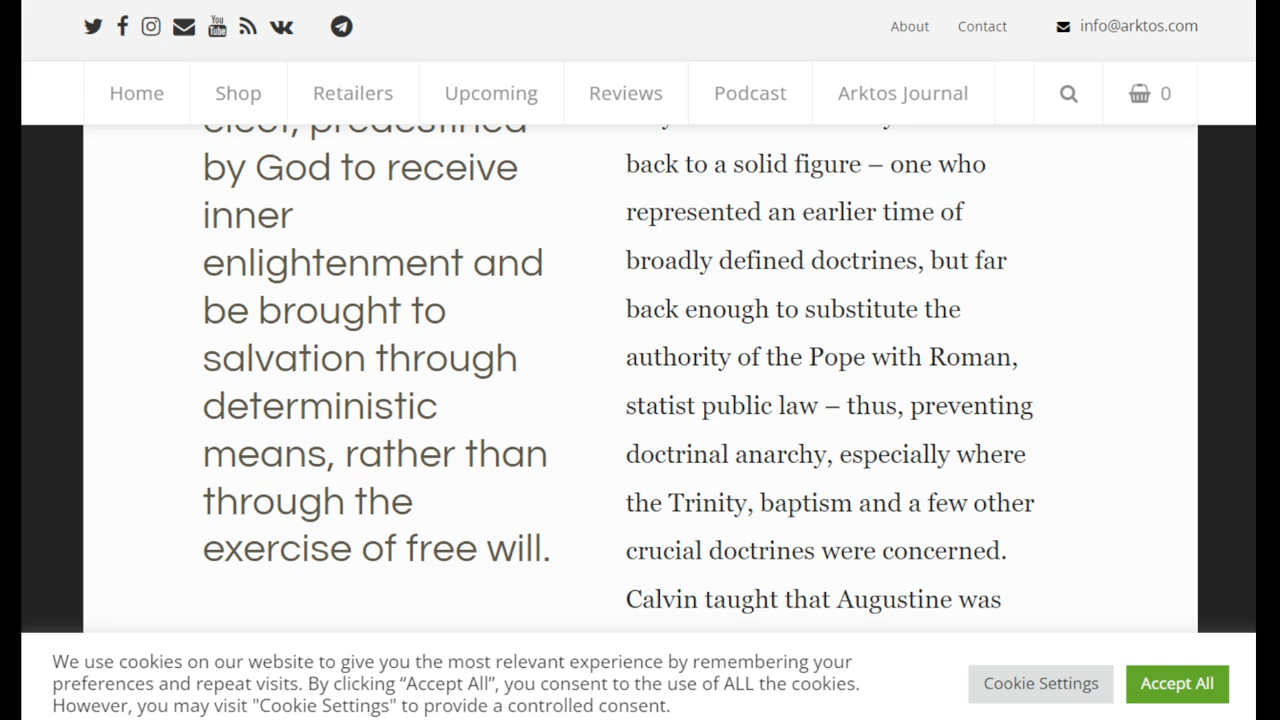 About Contact info@arktos.com
Home Shop Retailers Upcoming Reviews Podcast Arktos Journal 0
elect, predestined
by God to receive
inner
enlightenment and
be brought to
salvation through
deterministic
means, rather than
through the
exercise of free will.
back to a solid figure – one who
represented an earlier time of
broadly defined doctrines, but far
back enough to substitute the
authority of the Pope with Roman,
statist public law – thus, preventing
doctrinal anarchy, especially where
the Trinity, baptism and a few other
crucial doctrines were concerned.
Calvin taught that Augustine was
We use cookies on our website to give you the most relevant experience by remembering your
preferences and repeat visits. By clicking “Accept All”, you consent to the use of ALL the cookies.
However, you may visit "Cookie Settings" to provide a controlled consent.
Cookie Settings Accept All